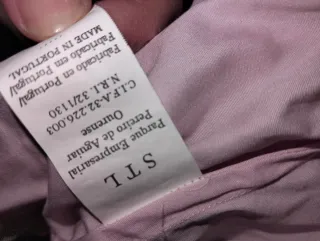 S T L
Parque Empresarial
Pereiro de Aguiar
Ourense
C.I.F. A-32.226.003
N.R.I. 32/1130
Fabricado en Portugal/
Fabricado em Portugal/
MADE IN PORTUGAL